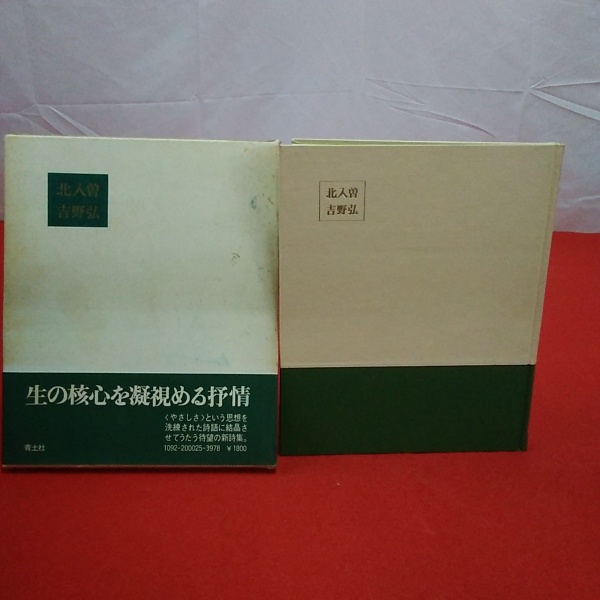 北入曽
吉野弘
生の核心を凝視める抒情
〈やさしさ〉という思想を
洗練された詩語に結晶さ
せてうたう待望の新詩集。
青土社
1092-200025-3978 ¥1800
北入曽
吉野弘